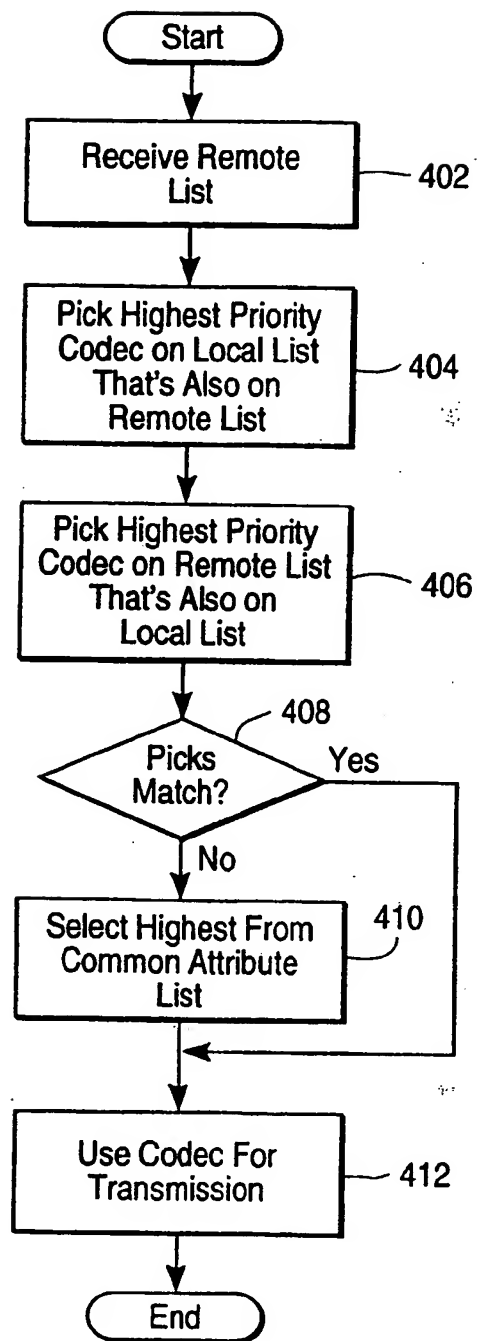 Start
Receive Remote
List
402
Pick Highest Priority
Codec on Local List
That's Also on
Remote List
404
Pick Highest Priority
Codec on Remote List
That's Also on
Local List
406
408
Picks
Match?
Yes
No
Select Highest From
Common Attribute
List
410
Use Codec For
Transmission
412
End